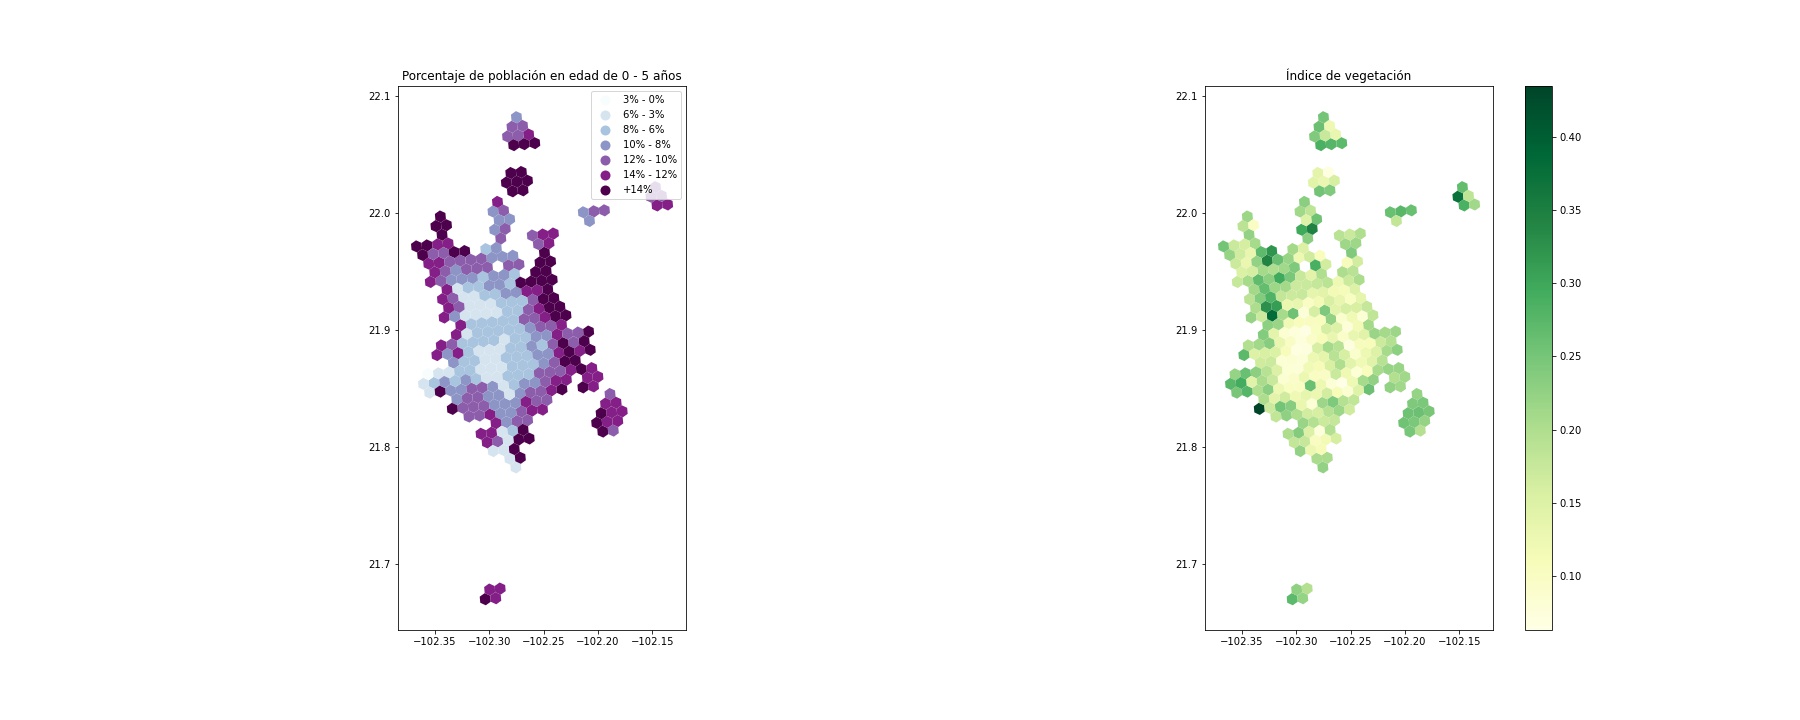 Porcentaje de población en edad de 0 - 5 años
22.1
22.0
21.9
21.8
21.7
−102.35 −102.30 −102.25 −102.20 −102.15
3% - 0%
6% - 3%
8% - 6%
10% - 8%
12% - 10%
14% - 12%
+14%
Índice de vegetación
22.1
22.0
21.9
21.8
21.7
−102.35 −102.30 −102.25 −102.20 −102.15
0.40
0.35
0.30
0.25
0.20
0.15
0.10